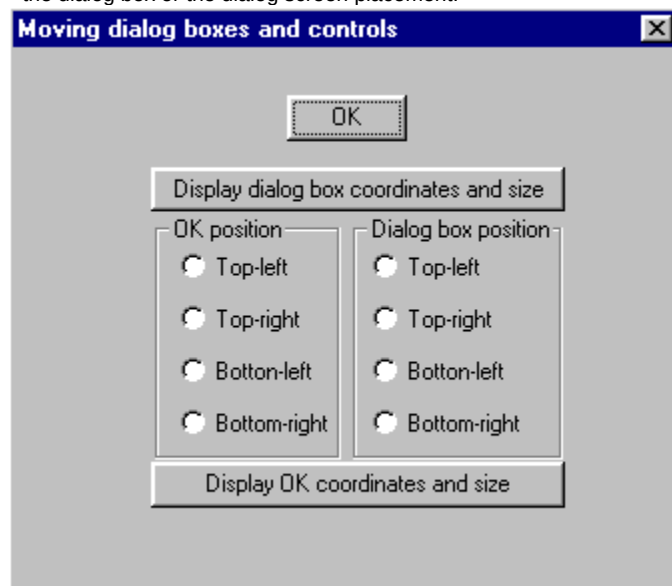 the dialog box or the dialog screen placement.
Moving dialog boxes and controls
OK
Display dialog box coordinates and size
OK position Dialog box position
Top-left Top-left
Top-right Top-right
Botton-left Botton-left
Bottom-right Bottom-right
Display OK coordinates and size